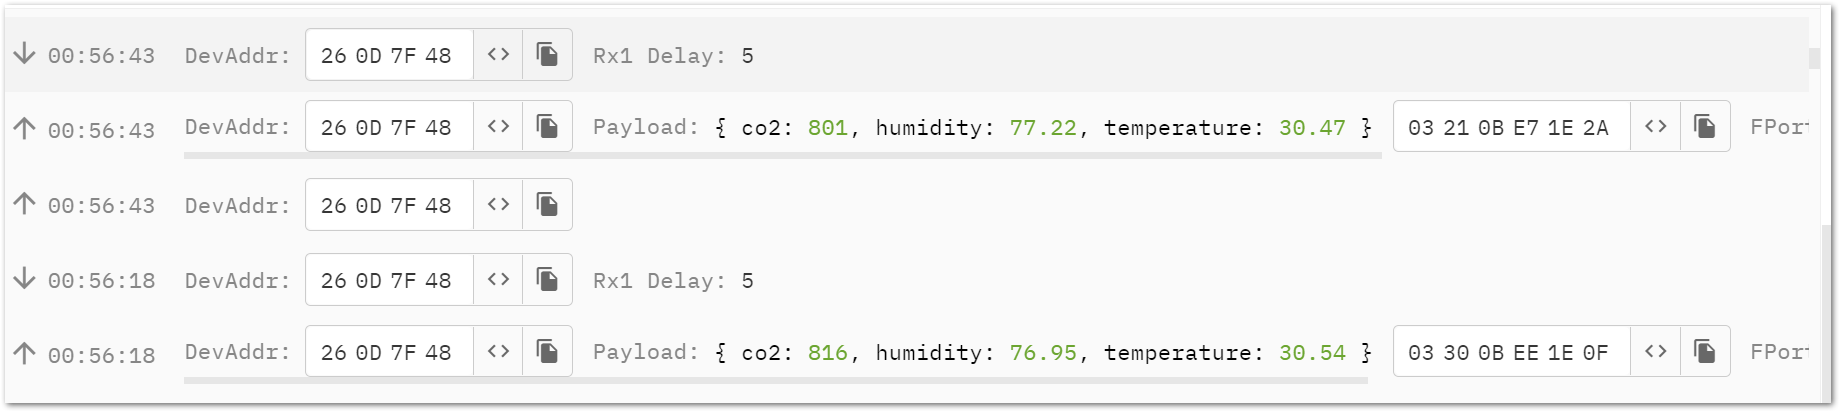 00:56:43 DevAddr: 26 0D 7F 48 <> Rx1 Delay: 5
00:56:43 DevAddr: 26 0D 7F 48 <> Payload: { co2: 801, humidity: 77.22, temperature: 30.47 } 03 21 0B E7 1E 2A <> FPort
00:56:43 DevAddr: 26 0D 7F 48 <>
00:56:18 DevAddr: 26 0D 7F 48 <> Rx1 Delay: 5
00:56:18 DevAddr: 26 0D 7F 48 <> Payload: { co2: 816, humidity: 76.95, temperature: 30.54 } 03 30 0B EE 1E 0F <> FPort